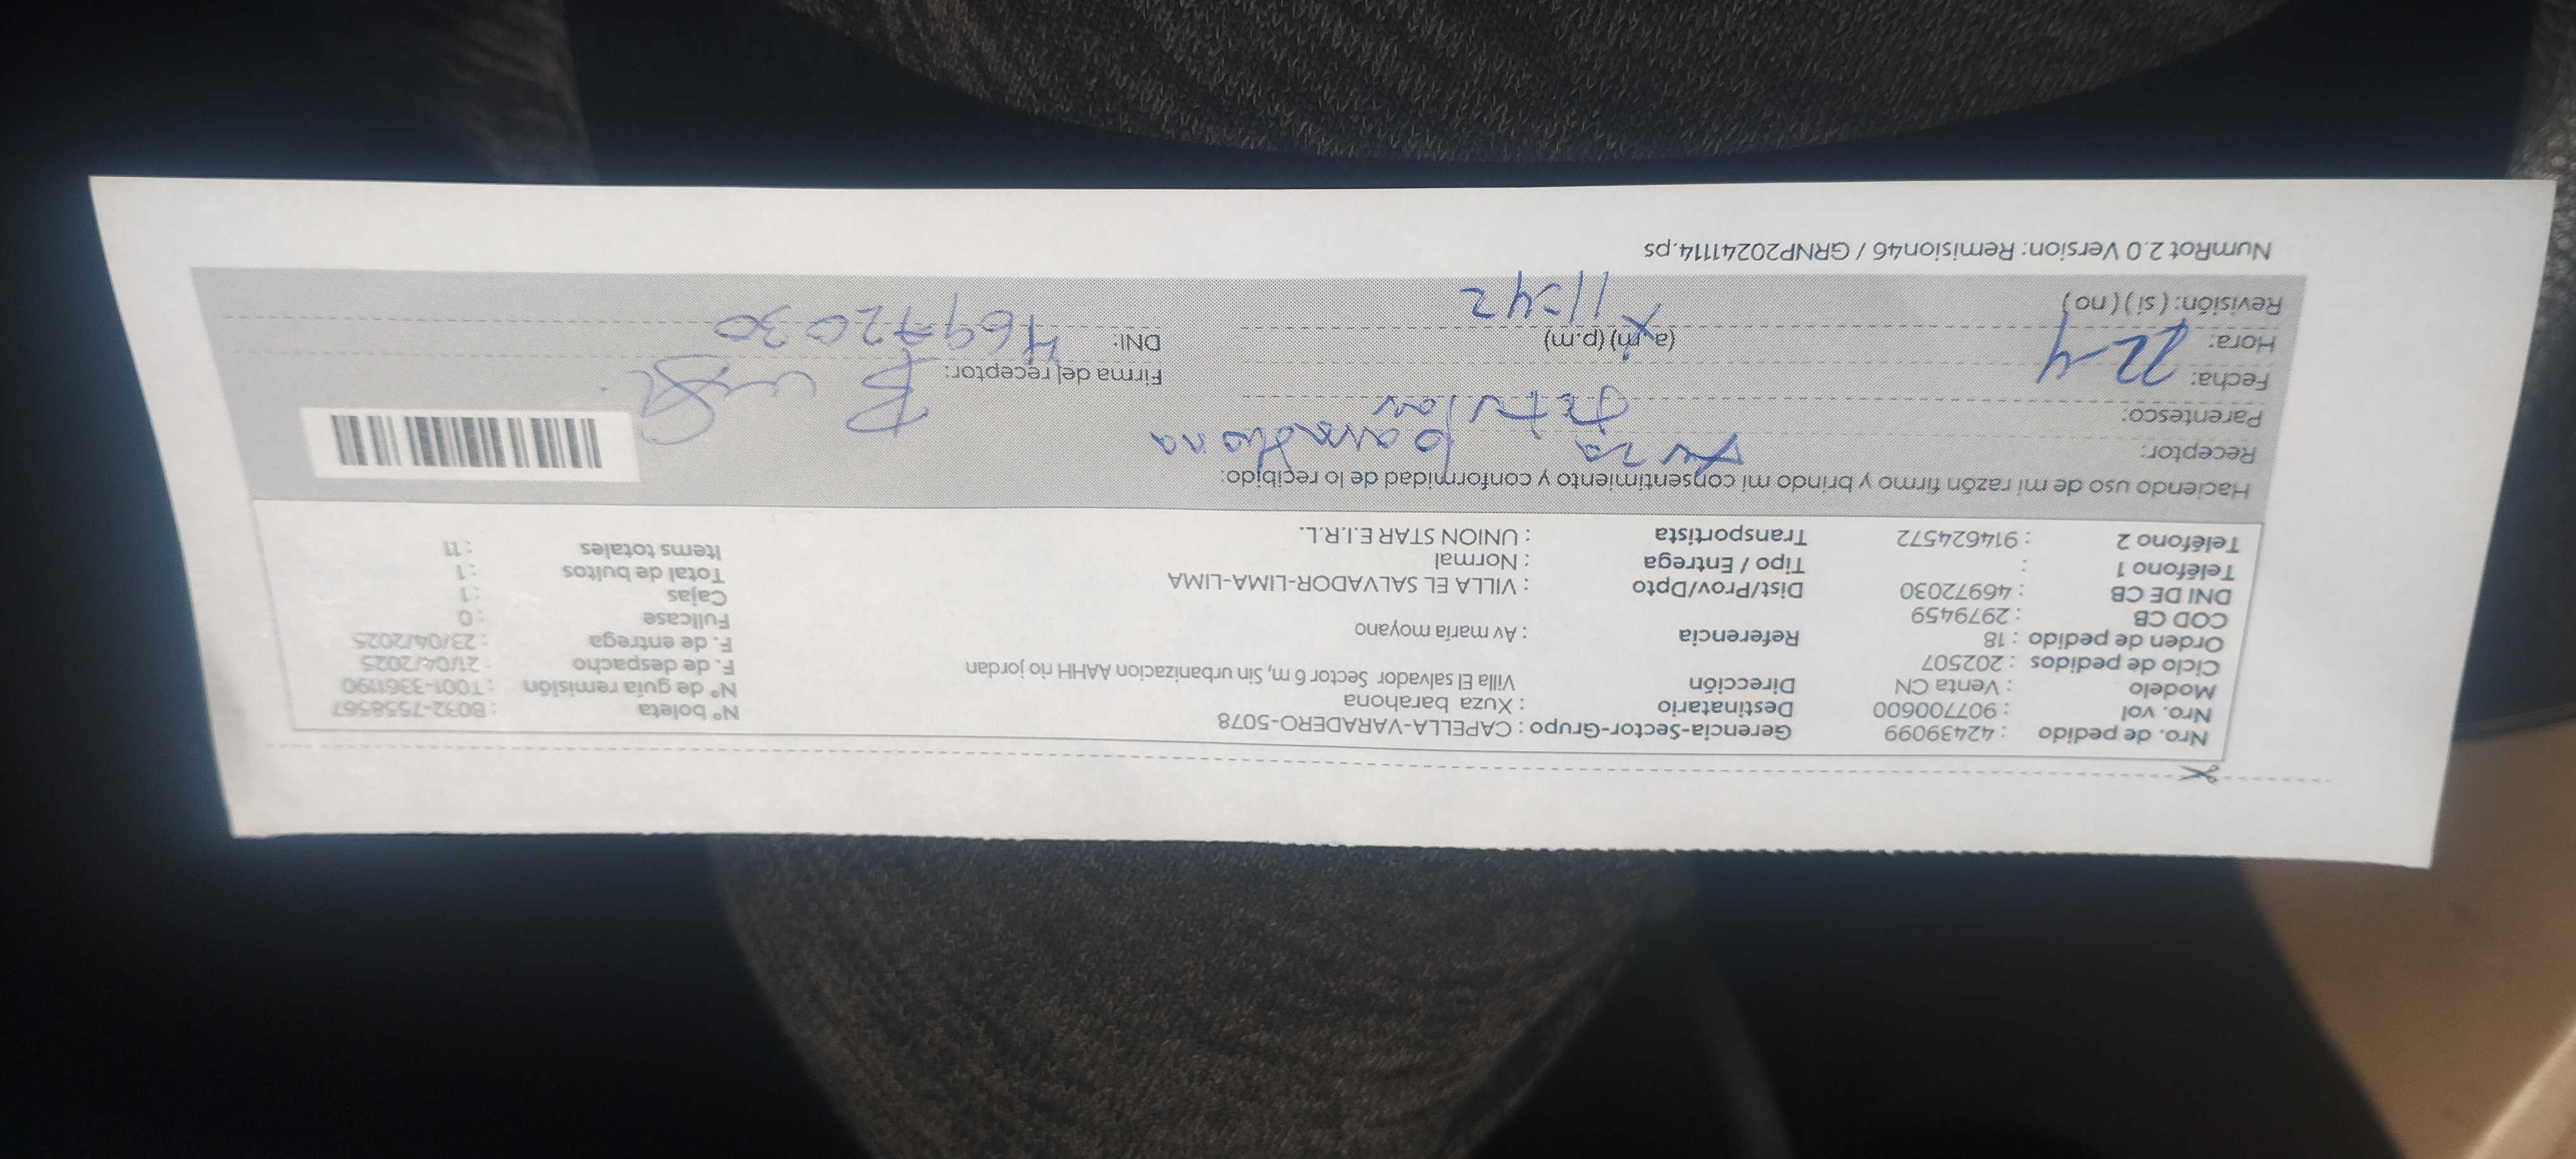 Nro. de pedido : 42439099 Gerencia-Sector-Grupo : CAPELLA-VARADERO-5078 N° boleta : B032-7558567
Nro. vol : 907700600 Destinatario : Xuza barahona N° de guía remisión : T001-3361190
Modelo : Venta CN Dirección Villa El salvador Sector 6 m, Sin urbanizacion AAHH rio jordan F. de despacho : 21/04/2025
Ciclo de pedidos : 202507 F. de entrega : 23/04/2025
Orden de pedido : 18 Referencia : Av maría moyano Fullcase : 0
COD CB : 2979459 Cajas : 1
DNI DE CB : 46972030 Dist/Prov/Dpto : VILLA EL SALVADOR-LIMA-LIMA Total de bultos : 1
Teléfono 1 : Tipo / Entrega : Normal Items totales : 11
Teléfono 2 : 914624572 Transportista : UNION STAR E.I.R.L.
Haciendo uso de mi razón firmo y brindo mi consentimiento y conformidad de lo recibido:
Receptor: Xuza barahona
Parentesco: titular
Fecha: 22-4 Firma del receptor:
Hora: 11:42 (a.m) (p.m) DNI: 46972030
Revisión: ( si ) ( no )
NumRot 2.0 Version: Remision46 / GRNP20241114.ps